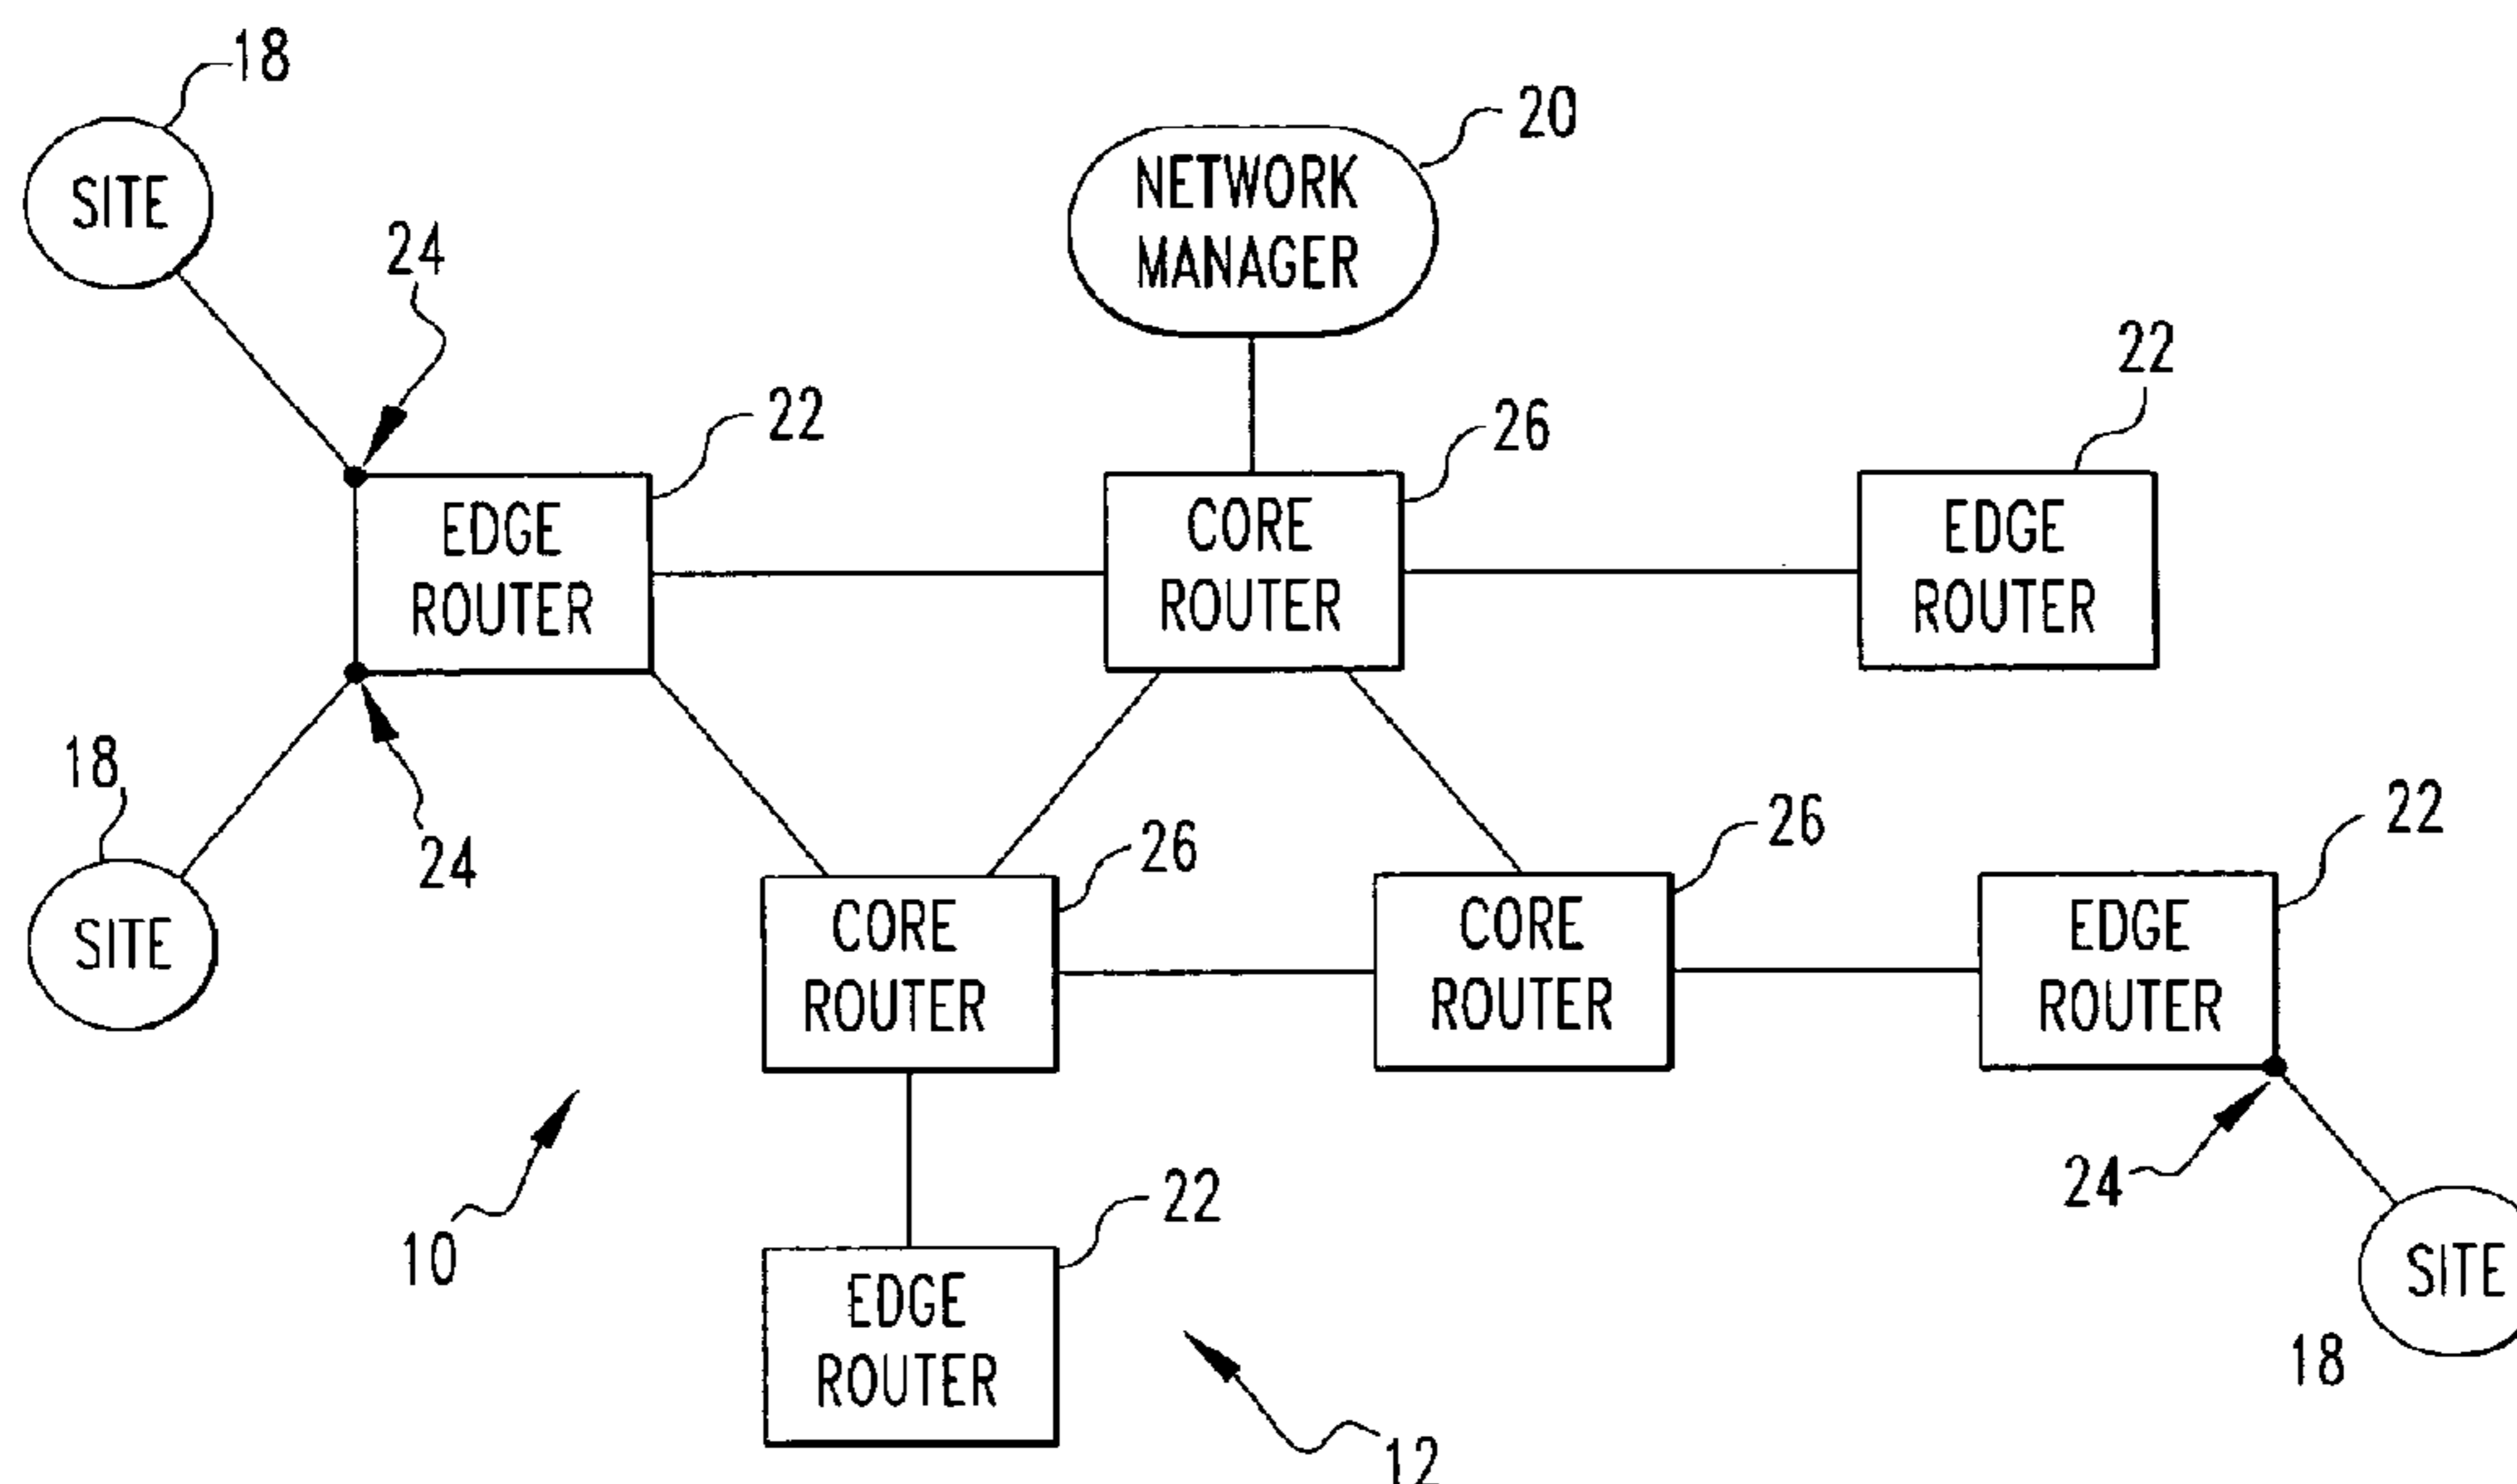 18
SITE
20
NETWORK
MANAGER
24
22
22
26
EDGE
ROUTER
CORE
ROUTER
EDGE
ROUTER
18
24
SITE
26
26
22
CORE
ROUTER
CORE
ROUTER
EDGE
ROUTER
10
24
22
SITE
18
EDGE
ROUTER
12